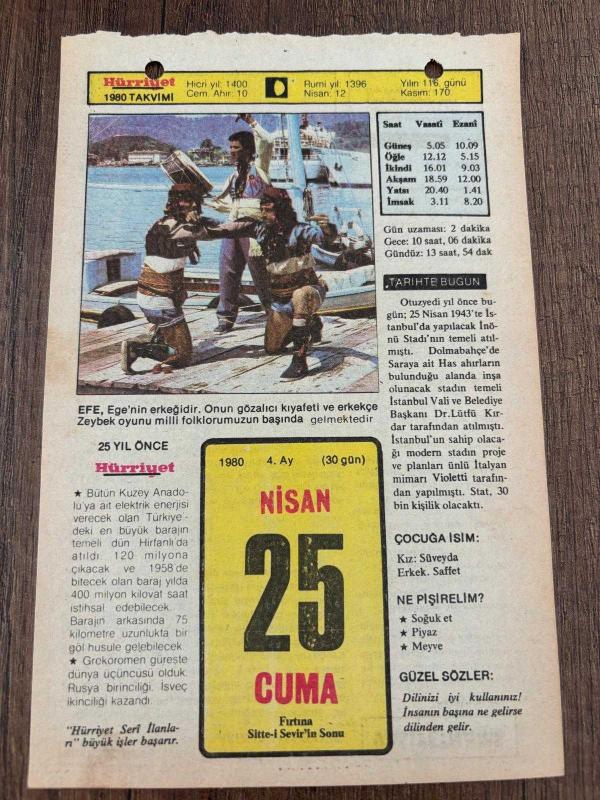 Hürriyet
1980 TAKVİMİ
Hicri yıl: 1400
Cem. Ahir: 10
Rumi yıl: 1396
Nisan: 12
Yılın 116. günü
Kasım: 170
Saat Vasatî Ezanî
Güneş 5.05 10.09
Öğle 12.12 5.15
İkindi 16.01 9.03
Akşam 18.59 12.00
Yatsı 20.40 1.41
İmsak 3.11 8.20
Gün uzaması: 2 dakika
Gece: 10 saat, 06 dakika
Gündüz: 13 saat, 54 dak
TARIHTE BUGÜN
Otuzyedi yıl önce bu-
gün; 25 Nisan 1943'te İs-
tanbul'da yapılacak İnö-
nü Stadı'nın temeli atıl-
mıştı. Dolmabahçe'de
Saraya ait Has ahırların
bulunduğu alanda inşa
olunacak stadın temeli
İstanbul Vali ve Belediye
Başkanı Dr.Lütfü Kır-
dar tarafından atılmıştı.
İstanbul'un sahip olaca-
ğı modern stadın proje
ve planları ünlü İtalyan
mimarı Violetti tarafın-
dan yapılmıştı. Stat, 30
bin kişilik olacaktı.
ÇOCUĞA İSIM:
Kız: Süveyda
Erkek. Saffet
NE PİŞİRELİM?
★ Soğuk et
★ Piyaz
★ Meyve
GÜZEL SÖZLER:
Dilinizi iyi kullanınız!
İnsanın başına ne gelirse
dilinden gelir.
EFE, Ege'nin erkeğidir. Onun gözalıcı kıyafeti ve erkekçe
Zeybek oyunu milli folklorumuzun başında gelmektedir
25 YIL ÖNCE
Hürriyet
★ Bütün Kuzey Anado-
lu'ya ait elektrik enerjisi
verecek olan Türkiye'-
deki en büyük barajın
temeli dün Hirfanlı'da
atıldı. 120 milyona
çıkacak ve 1958'de
bitecek olan baraj yılda
400 milyon kilovat saat
istihsal edebilecek.
Barajın arkasında 75
kilometre uzunlukta bir
göl husule gelebilecek.
★ Grekoromen güreşte
dünya üçüncüsü olduk.
Rusya birinciliği. İsveç
ikinciliği kazandı.
"Hürriyet Serî İlanla-
rı" büyük işler başarır.
1980 4. Ay (30 gün)
NİSAN
25
CUMA
Fırtına
Sitte-i Sevir'in Sonu